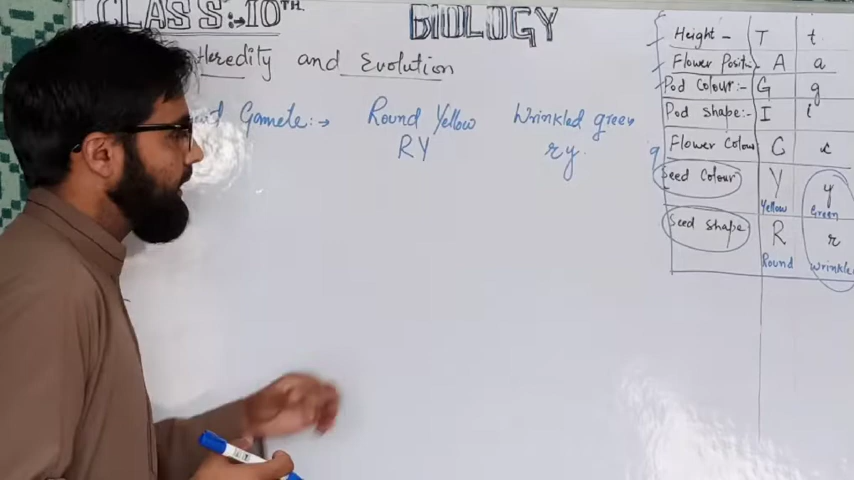 CLASS:→10TH
BIOLOGY
Heredity and Evolution
Gamete:→ Round Yellow Wrinkled green
RY ry
Height – T t
Flower Posit:- A a
Pod Colour:- G g
Pod Shape:- I i
Flower Colour C c
Seed Colour Y y
Yellow Green
Seed Shape R r
Round Wrinkle